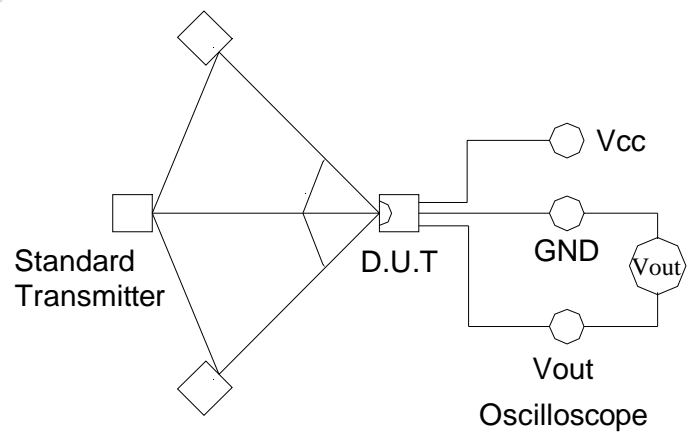 Vcc
Standard
Transmitter
D.U.T
GND
Vout
Vout
Oscilloscope